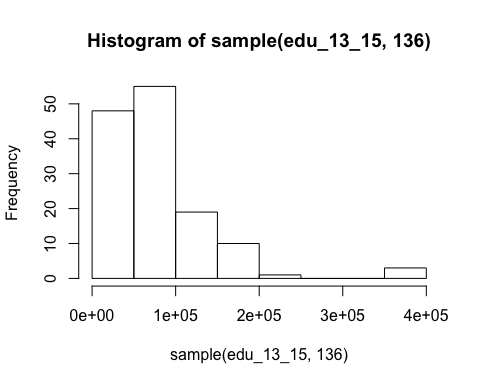 Histogram of sample(edu_13_15, 136)
Frequency
50
40
30
20
10
0
0e+00 1e+05 2e+05 3e+05 4e+05
sample(edu_13_15, 136)